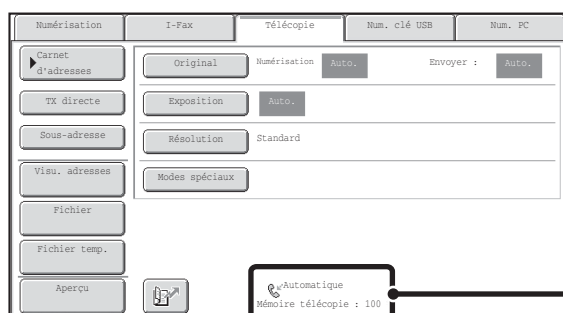 Numérisation
I-Fax
Télécopie
Num. clé USB
Num. PC
Carnet
d'adresses
Original
Numérisation
Auto.
Envoyer :
Auto.
TX directe
Exposition
Auto.
Sous-adresse
Résolution
Standard
Visu. adresses
Modes spéciaux
Fichier
Fichier temp.
Aperçu
Automatique
Mémoire télécopie : 100